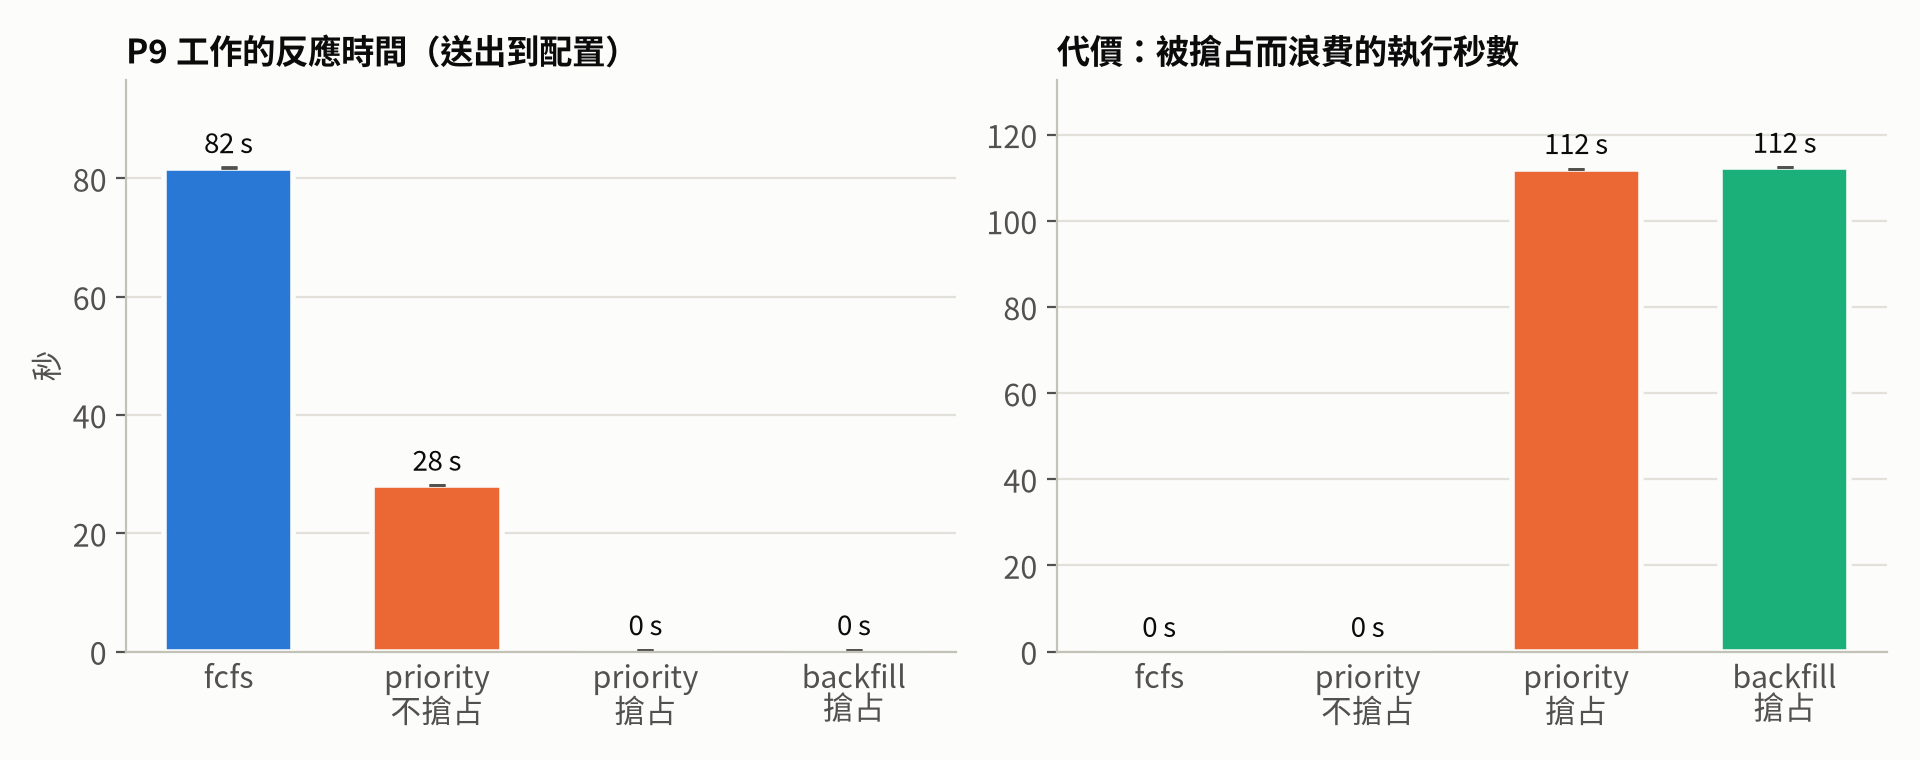 P9 工作的反應時間（送出到配置）
82 s
28 s
0 s
0 s
80
60
40
20
0
秒
fcfs
priority
不搶占
priority
搶占
backfill
搶占
代價：被搶占而浪費的執行秒數
112 s
112 s
0 s
0 s
120
100
80
60
40
20
0
fcfs
priority
不搶占
priority
搶占
backfill
搶占